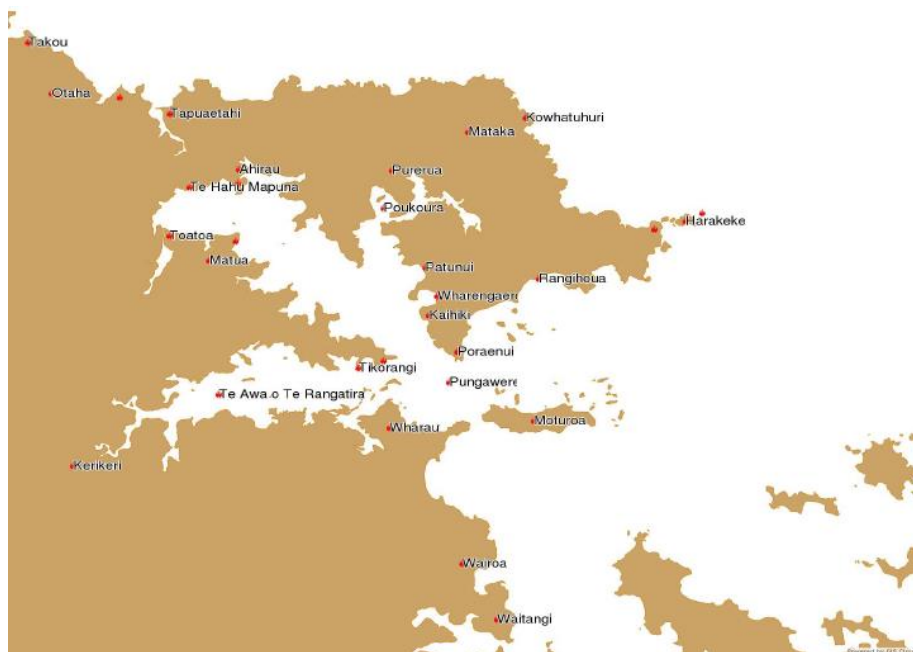 Takou
Otaha
Tapuaetahi
Kowhatuhuri
Mataka
Ahirau
Purerua
Te Hahu Mapuna
Poukoura
Harakeke
Toatoa
Matua
Patunui
Rangihoua
Wharengaere
Kaihiki
Poraenui
Tikorangi
Pungawere
Te Awa o Te Rangatira
Moturoa
Wharau
Kerikeri
Wairoa
Waitangi